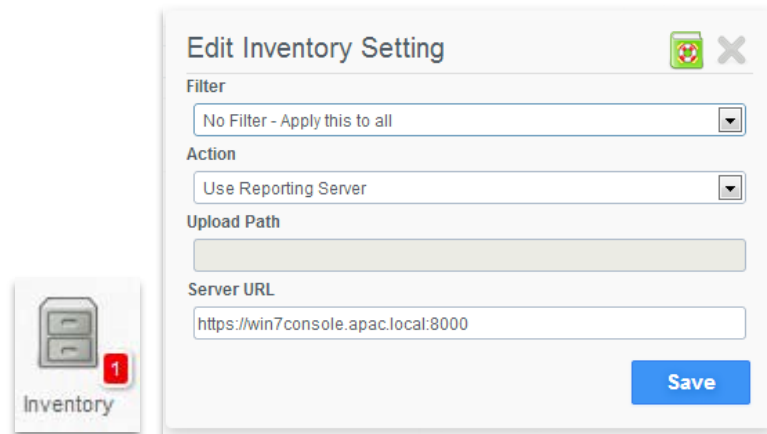 Edit Inventory Setting
Filter
No Filter - Apply this to all
Action
Use Reporting Server
Upload Path
Server URL
https://win7console.apac.local:8000
Save
1
Inventory